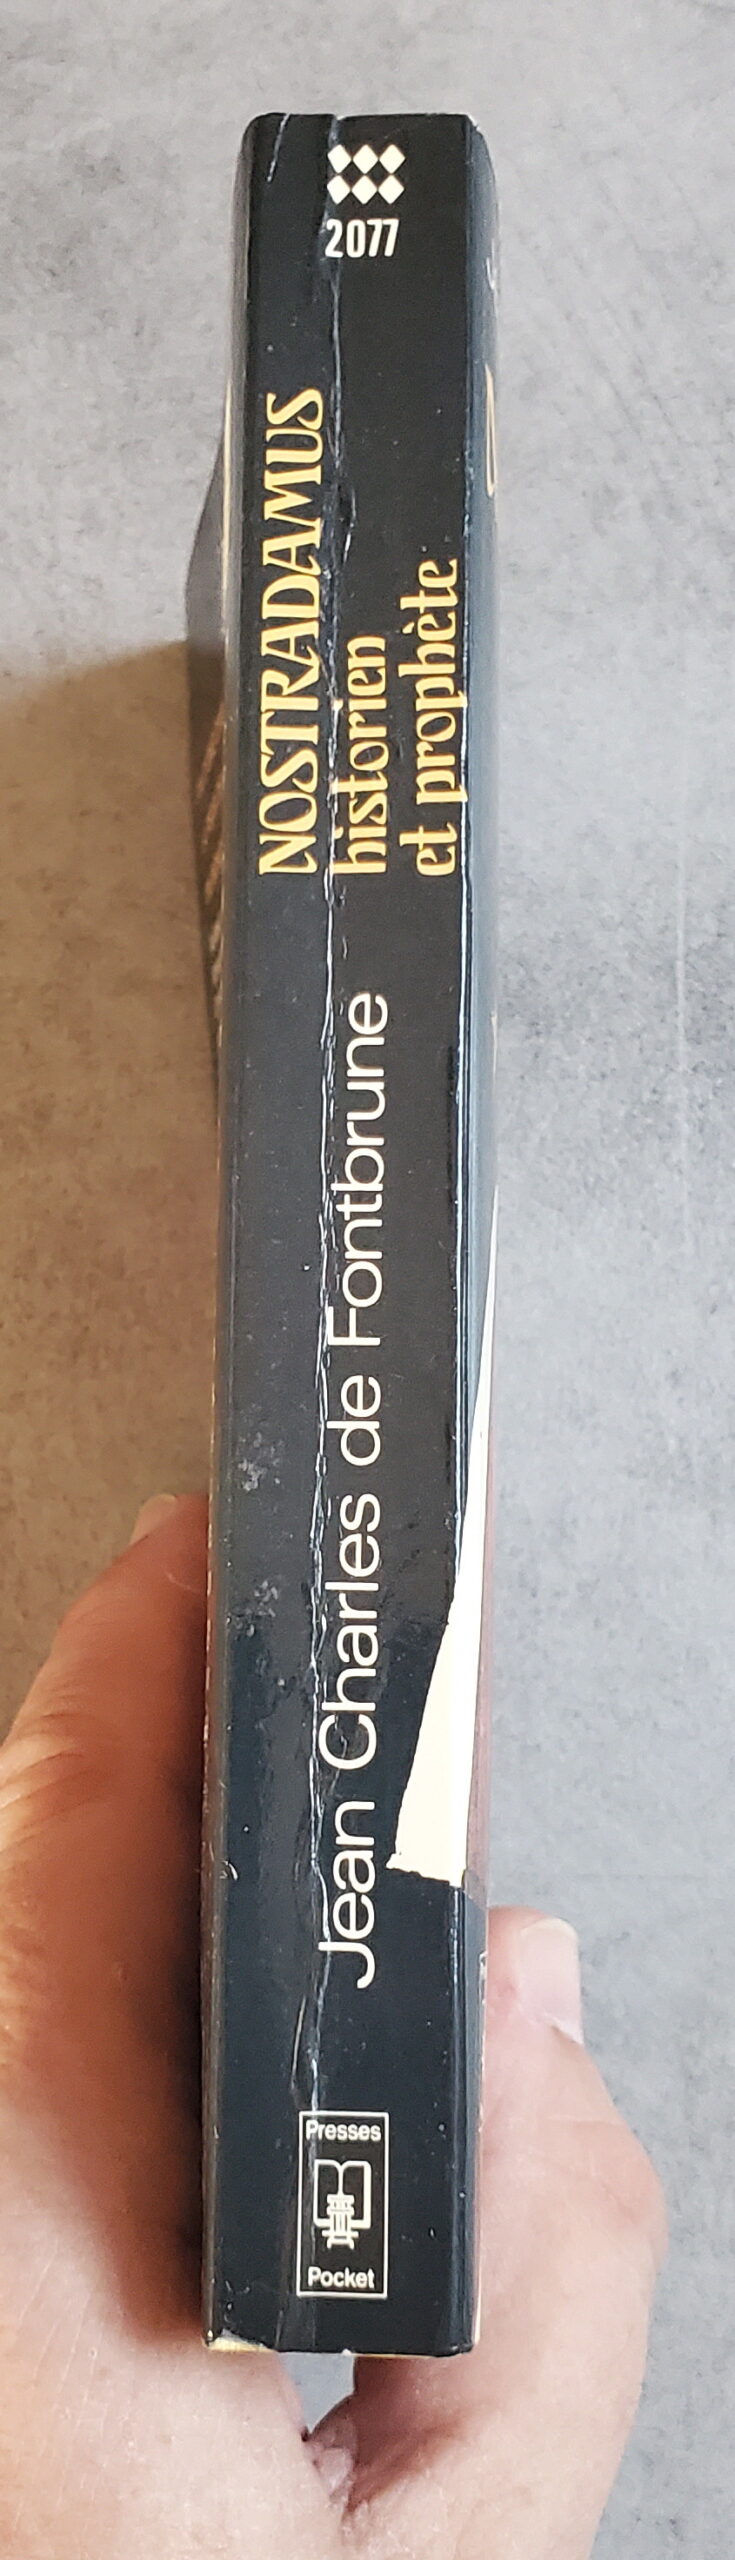 2077
NOSTRADAMUS
historien
et prophète
Jean Charles de Fontbrune
Presses
Pocket